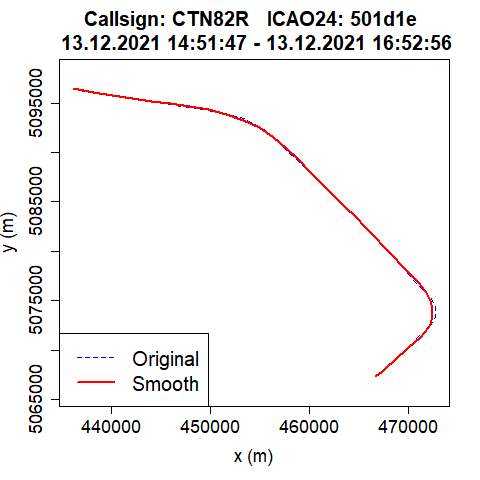 Callsign: CTN82R   ICAO24: 501d1e
13.12.2021 14:51:47 - 13.12.2021 16:52:56
y (m)
5095000
5085000
5075000
5065000
Original
Smooth
440000 450000 460000 470000
x (m)